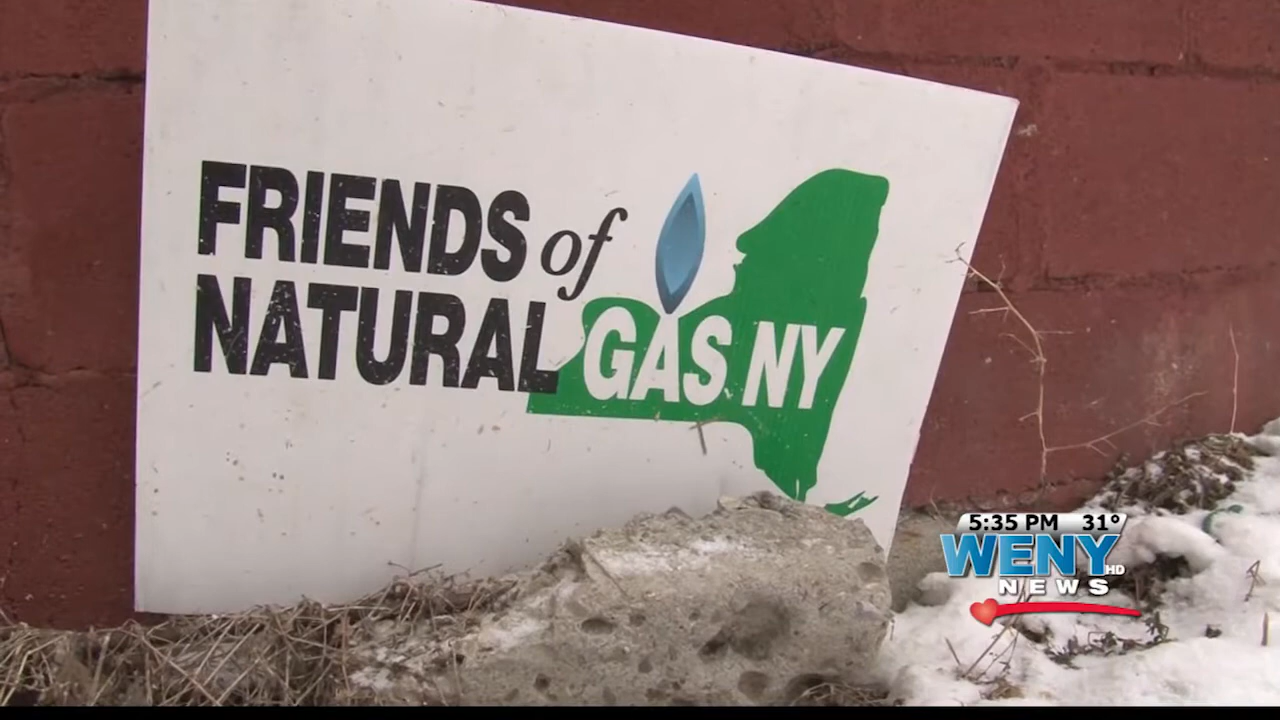 FRIENDS of
NATURAL GAS NY
5:35 PM 31°
WENY HD
NEWS